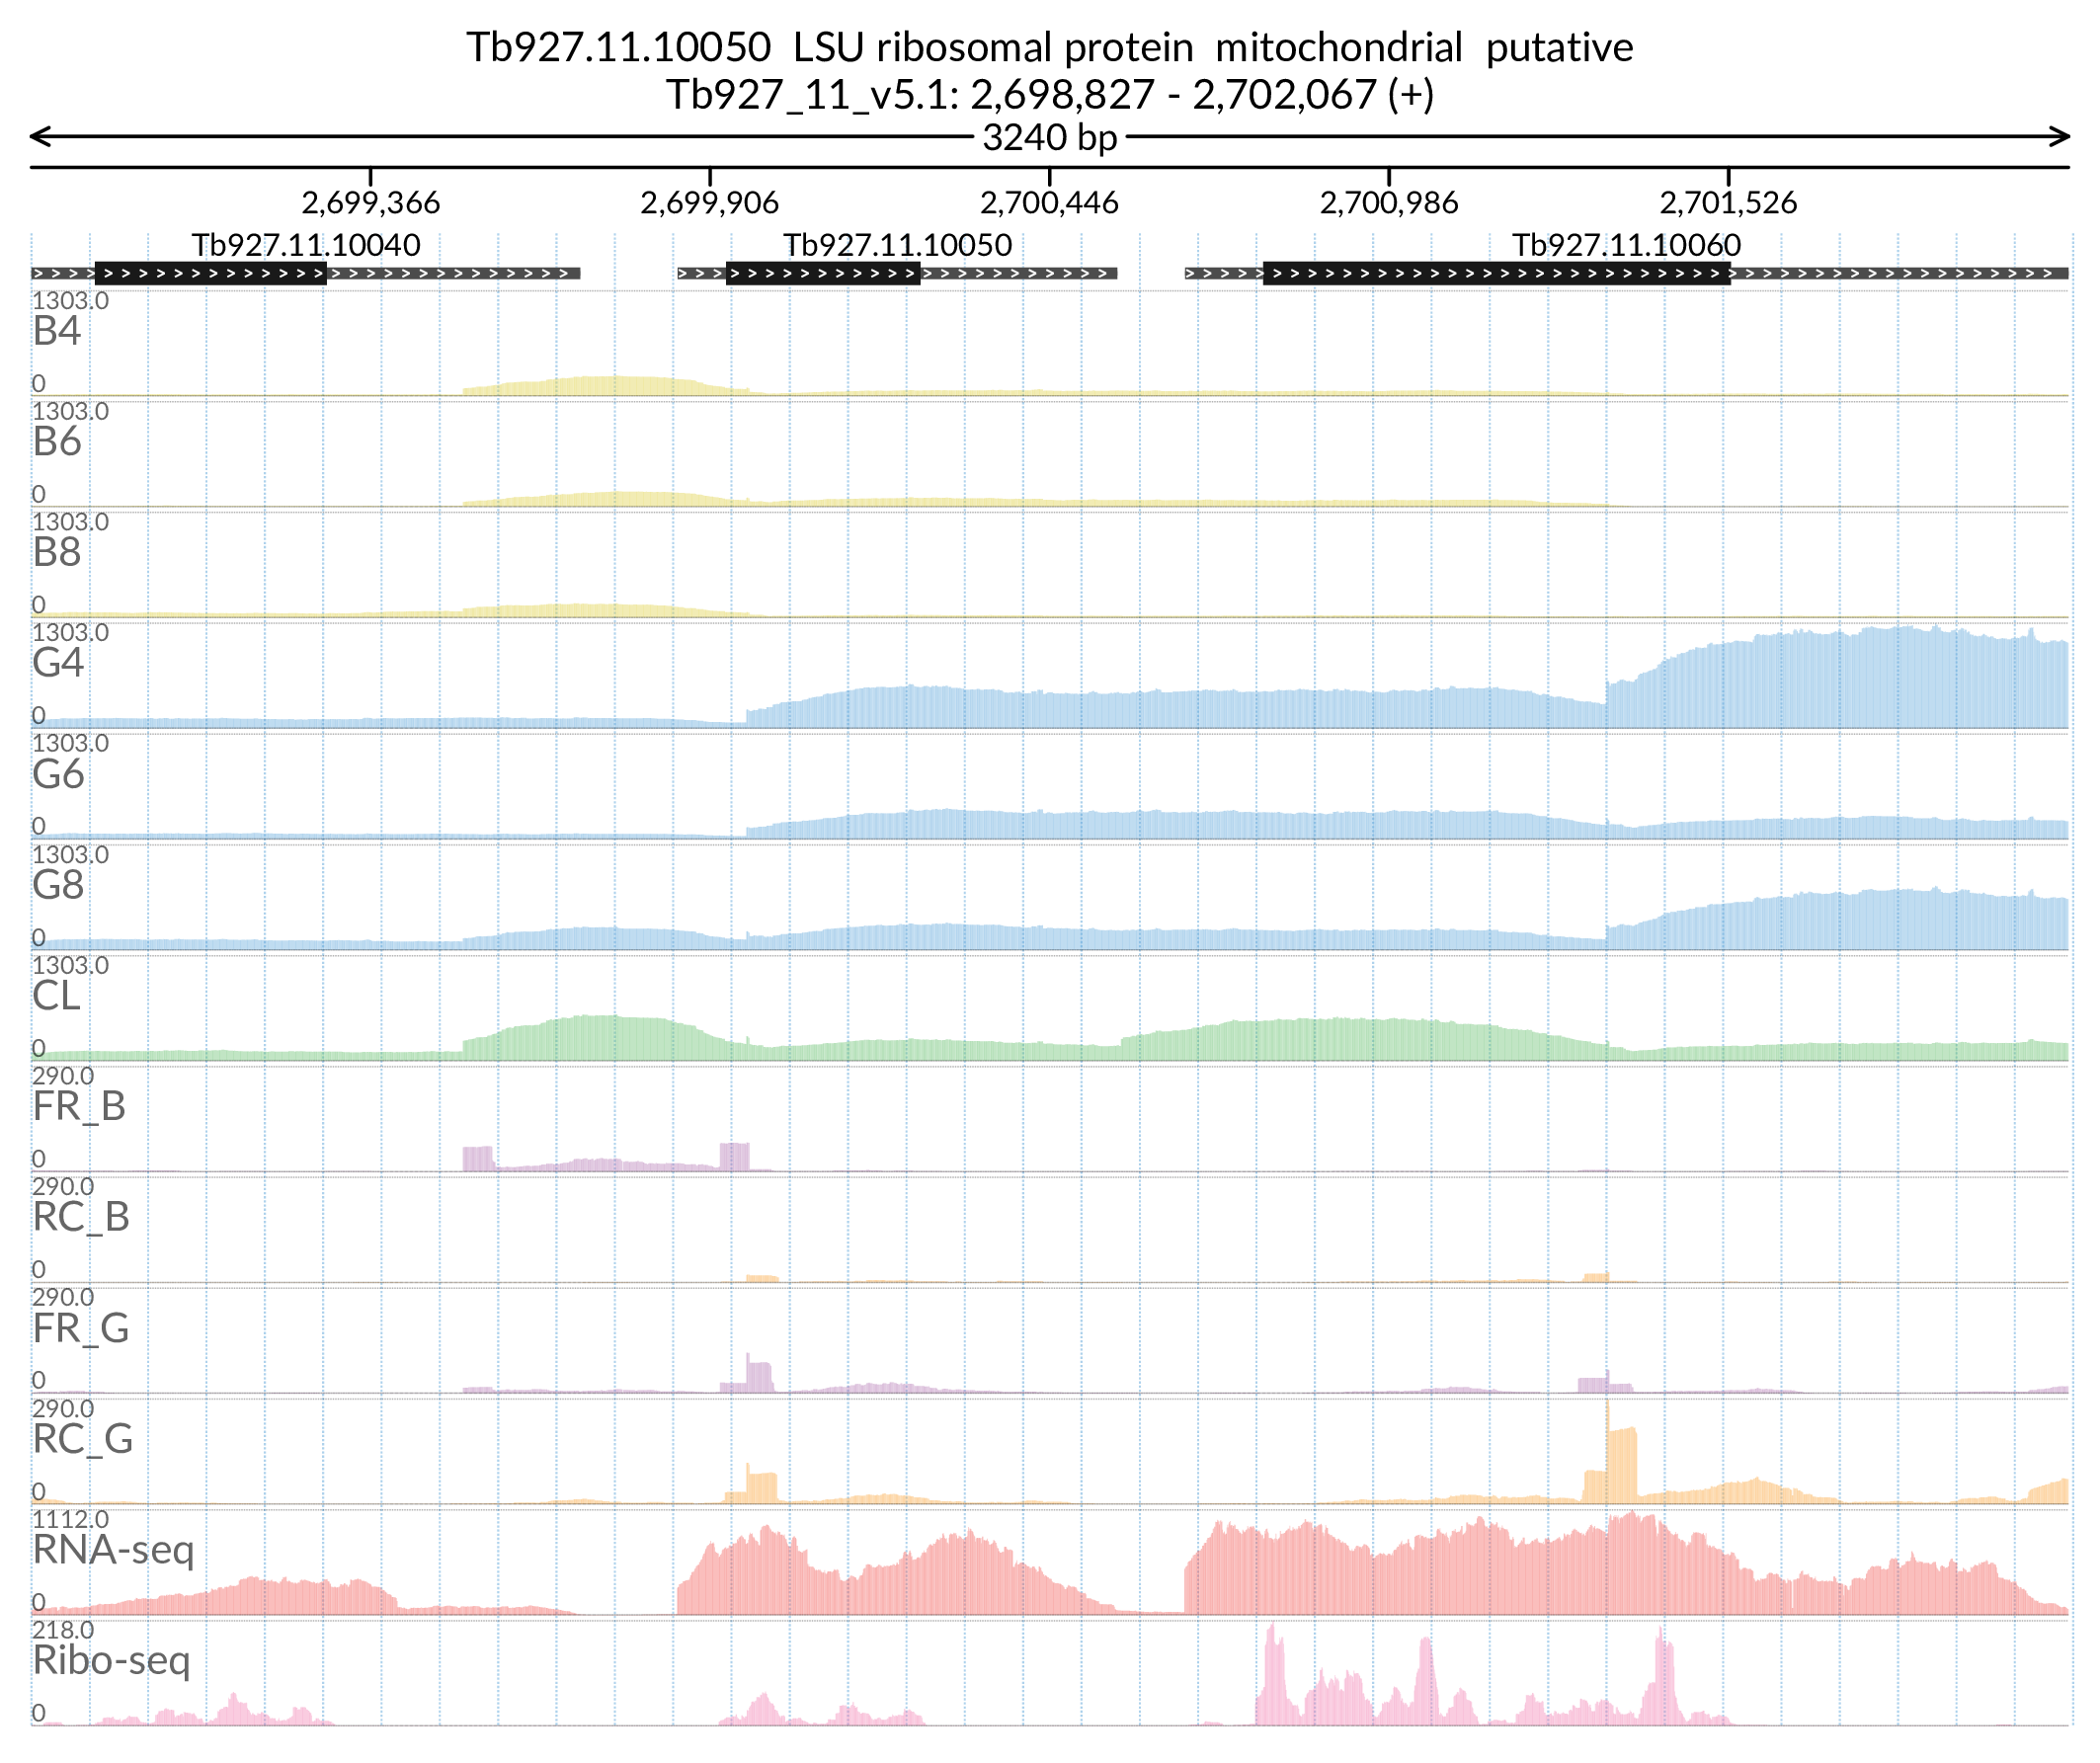 Tb927.11.10050 LSU ribosomal protein mitochondrial putative
Tb927_11_v5.1: 2,698,827 - 2,702,067 (+)
3240 bp
2,699,366 2,699,906 2,700,446 2,700,986 2,701,526
Tb927.11.10040 Tb927.11.10050 Tb927.11.10060
1303.0
B4
0
1303.0
B6
0
1303.0
B8
0
1303.0
G4
0
1303.0
G6
0
1303.0
G8
0
1303.0
CL
0
290.0
FR_B
0
290.0
RC_B
0
290.0
FR_G
0
290.0
RC_G
0
1112.0
RNA-seq
0
218.0
Ribo-seq
0